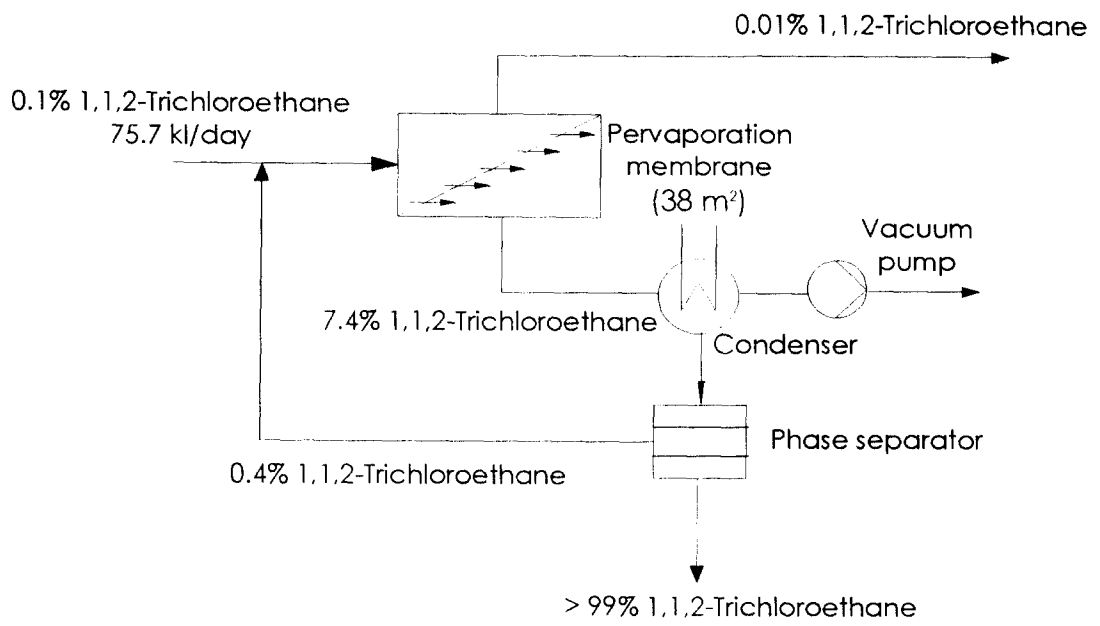 0.01% 1,1,2-Trichloroethane
0.1% 1,1,2-Trichloroethane
75.7 kl/day
Pervaporation
membrane
(38 m²)
Vacuum
pump
7.4% 1,1,2-Trichloroethane
Condenser
Phase separator
0.4% 1,1,2-Trichloroethane
> 99% 1,1,2-Trichloroethane